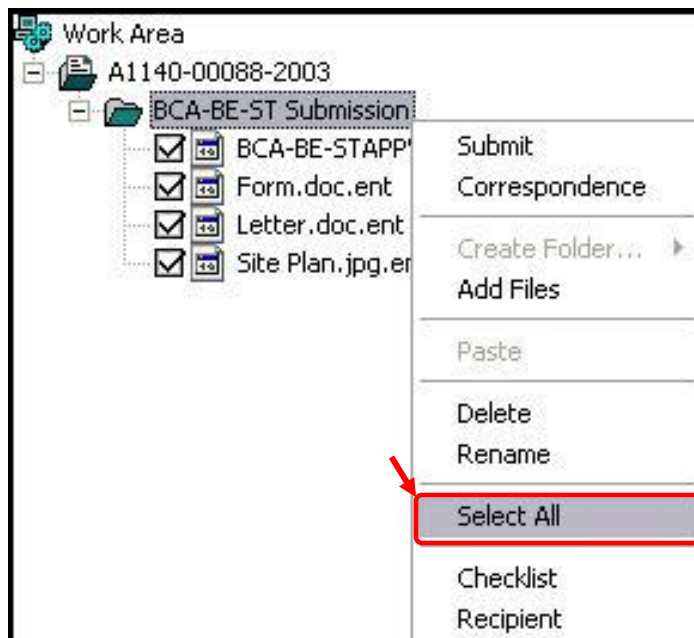 Work Area
A1140-00088-2003
BCA-BE-ST Submission
BCA-BE-STAPP
Form.doc.ent
Letter.doc.ent
Site Plan.jpg.er
Submit
Correspondence
Create Folder...
Add Files
Paste
Delete
Rename
Select All
Checklist
Recipient